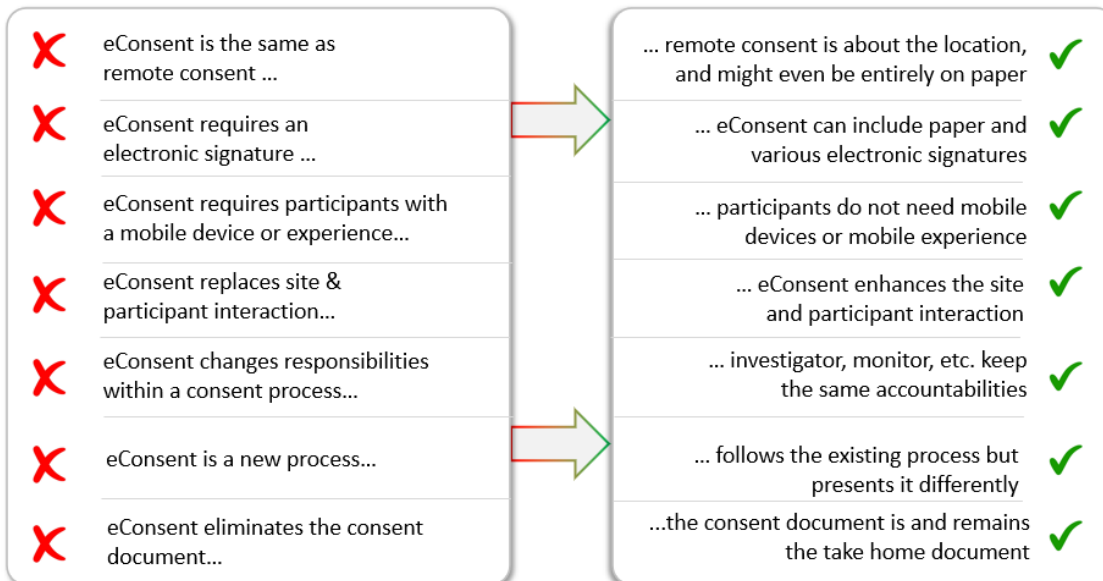 eConsent is the same as
remote consent ...
... remote consent is about the location,
and might even be entirely on paper
eConsent requires an
electronic signature ...
... eConsent can include paper and
various electronic signatures
eConsent requires participants with
a mobile device or experience...
... participants do not need mobile
devices or mobile experience
eConsent replaces site &
participant interaction...
... eConsent enhances the site
and participant interaction
eConsent changes responsibilities
within a consent process...
... investigator, monitor, etc. keep
the same accountabilities
eConsent is a new process...
... follows the existing process but
presents it differently
eConsent eliminates the consent
document...
...the consent document is and remains
the take home document